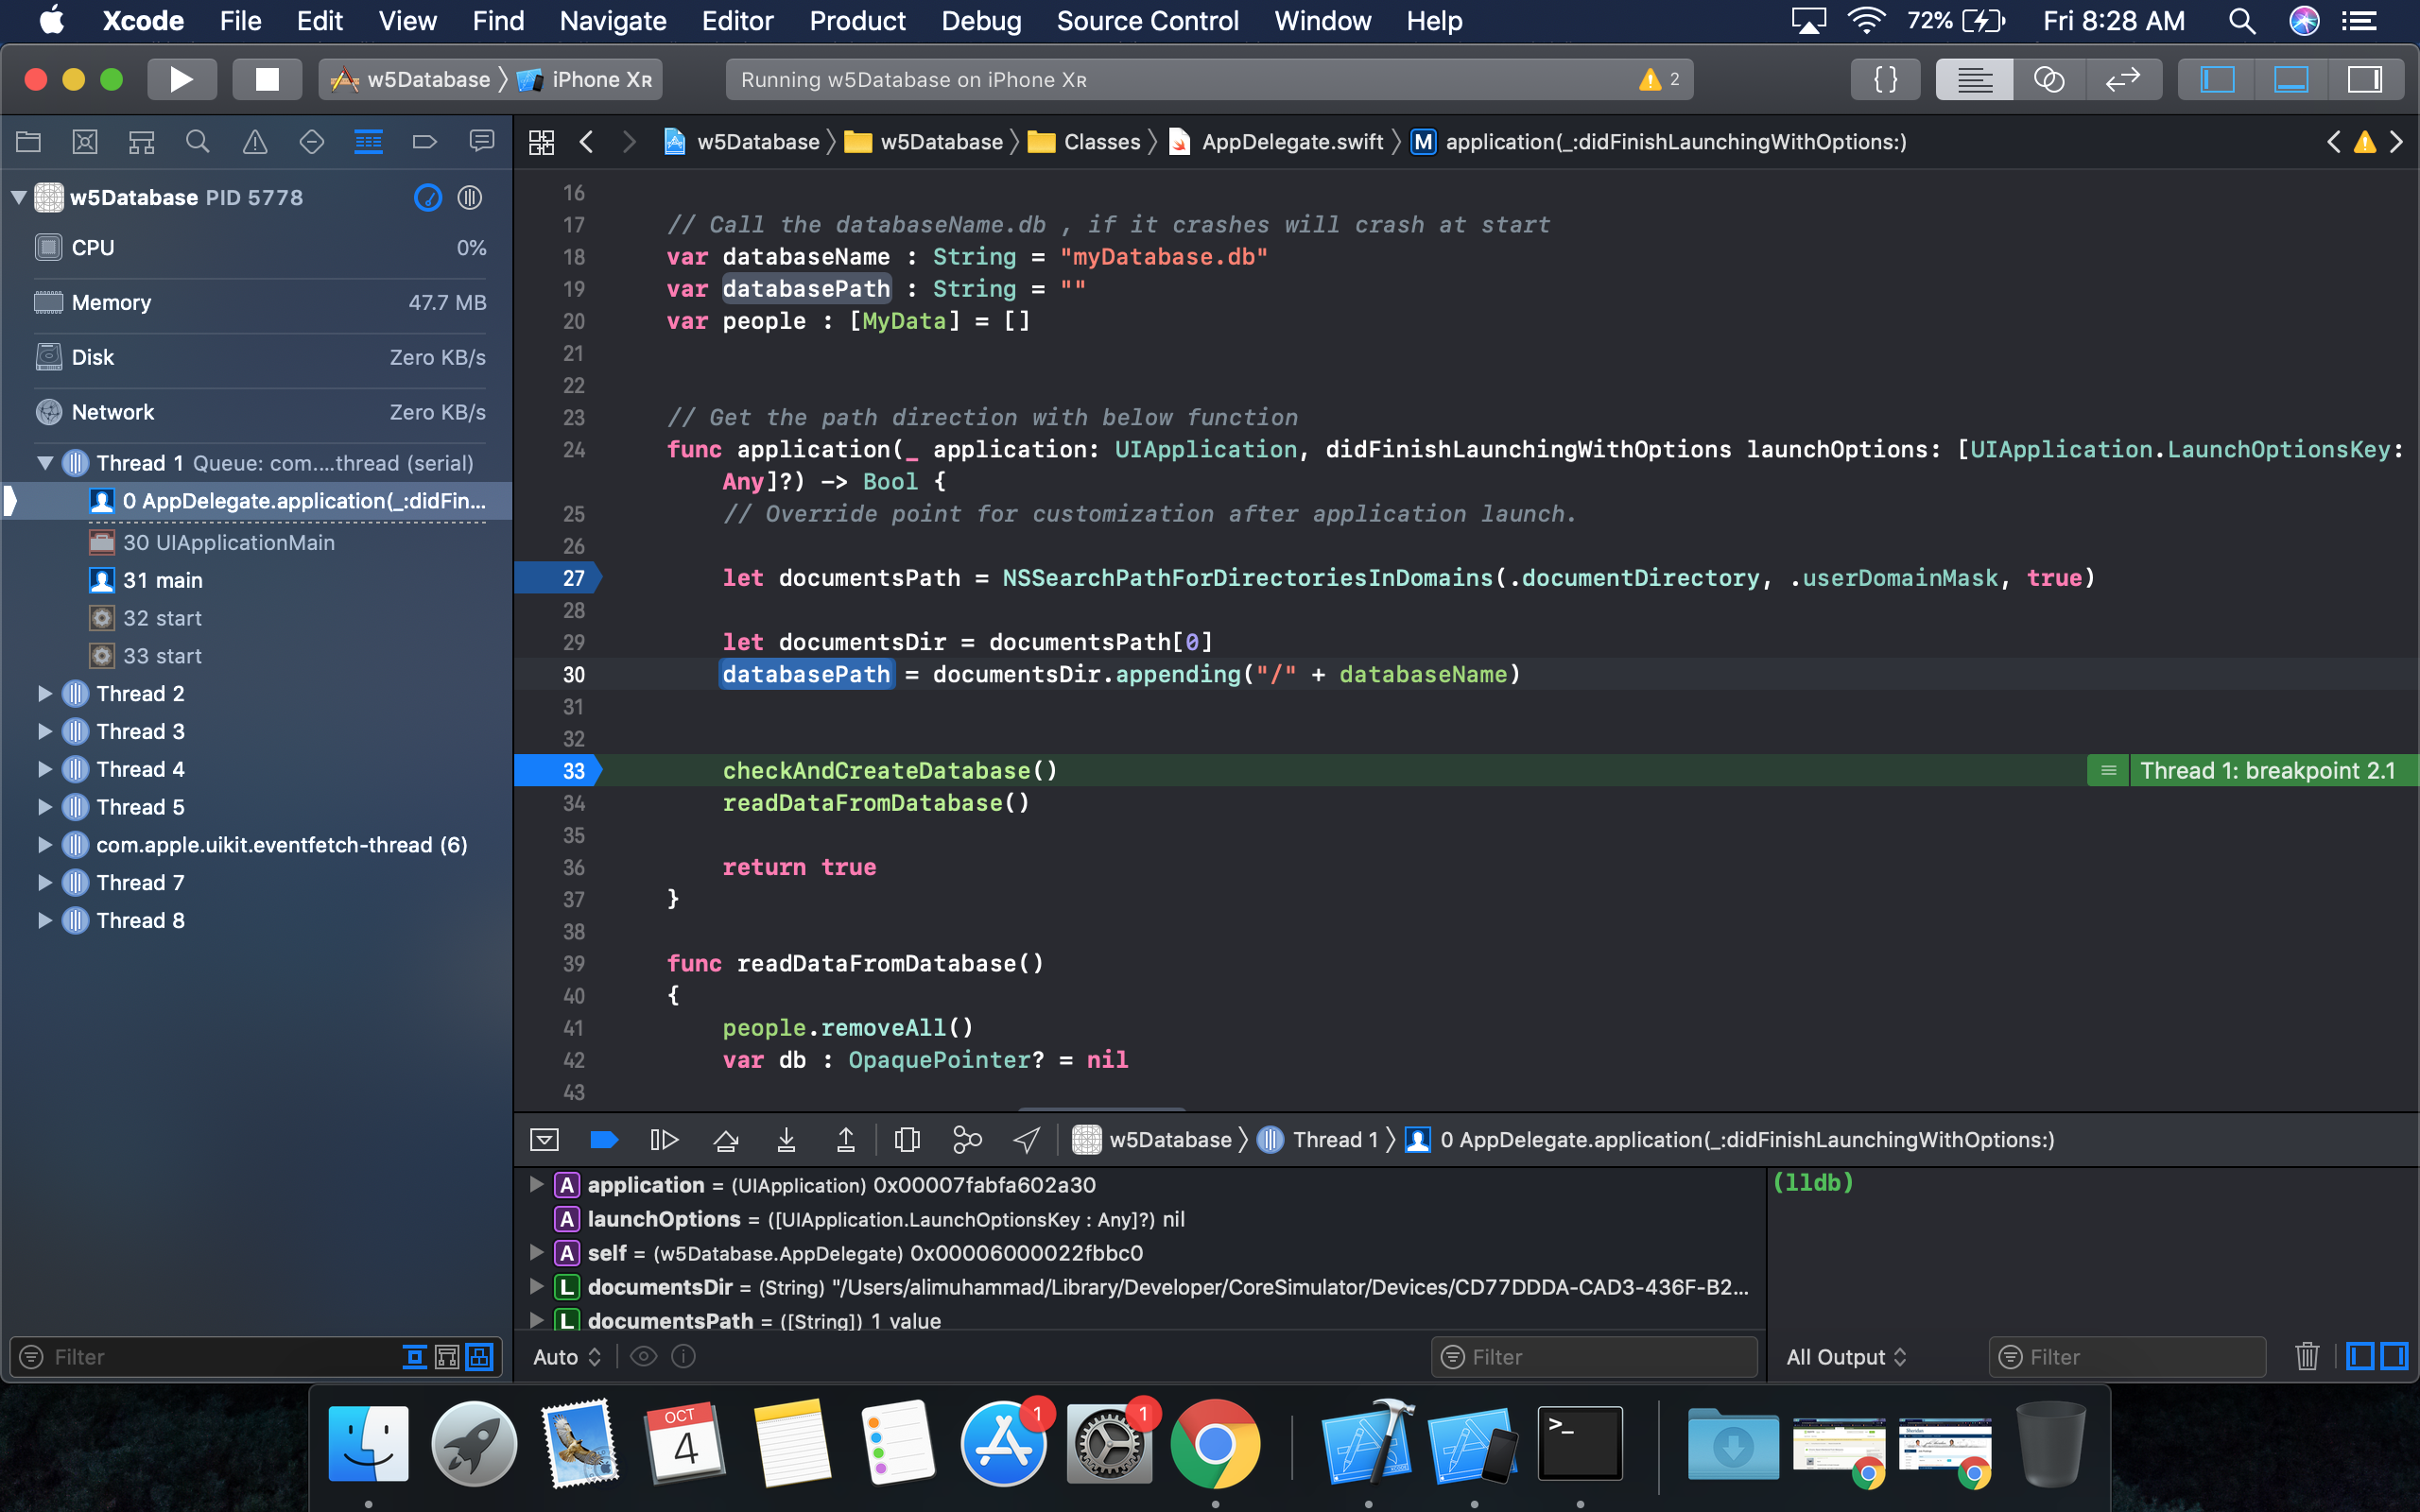 Xcode File Edit View Find Navigate Editor Product Debug Source Control Window Help 72% Fri 8:28 AM
w5Database iPhone XR Running w5Database on iPhone XR 2 {}
w5Database w5Database Classes AppDelegate.swift M application(_:didFinishLaunchingWithOptions:)
w5Database PID 5778
CPU 0%
Memory 47.7 MB
Disk Zero KB/s
Network Zero KB/s
Thread 1 Queue: com....thread (serial)
0 AppDelegate.application(_:didFin...
30 UIApplicationMain
31 main
32 start
33 start
Thread 2
Thread 3
Thread 4
Thread 5
com.apple.uikit.eventfetch-thread (6)
Thread 7
Thread 8
Filter
16
17 // Call the databaseName.db , if it crashes will crash at start
18 var databaseName : String = "myDatabase.db"
19 var databasePath : String = ""
20 var people : [MyData] = []
21
22
23 // Get the path direction with below function
24 func application(_ application: UIApplication, didFinishLaunchingWithOptions launchOptions: [UIApplication.LaunchOptionsKey:
Any]?) -> Bool {
25 // Override point for customization after application launch.
26
27 let documentsPath = NSSearchPathForDirectoriesInDomains(.documentDirectory, .userDomainMask, true)
28
29 let documentsDir = documentsPath[0]
30 databasePath = documentsDir.appending("/" + databaseName)
31
32
33 checkAndCreateDatabase() Thread 1: breakpoint 2.1
34 readDataFromDatabase()
35
36 return true
37 }
38
39 func readDataFromDatabase()
40 {
41 people.removeAll()
42 var db : OpaquePointer? = nil
43
w5Database Thread 1 0 AppDelegate.application(_:didFinishLaunchingWithOptions:)
A application = (UIApplication) 0x00007fabfa602a30
A launchOptions = ([UIApplication.LaunchOptionsKey : Any]?) nil
A self = (w5Database.AppDelegate) 0x00006000022fbbc0
L documentsDir = (String) "/Users/alimuhammad/Library/Developer/CoreSimulator/Devices/CD77DDDA-CAD3-436F-B2...
L documentsPath = ([String]) 1 value
(lldb)
Auto Filter All Output Filter
OCT
4
1
1
>_